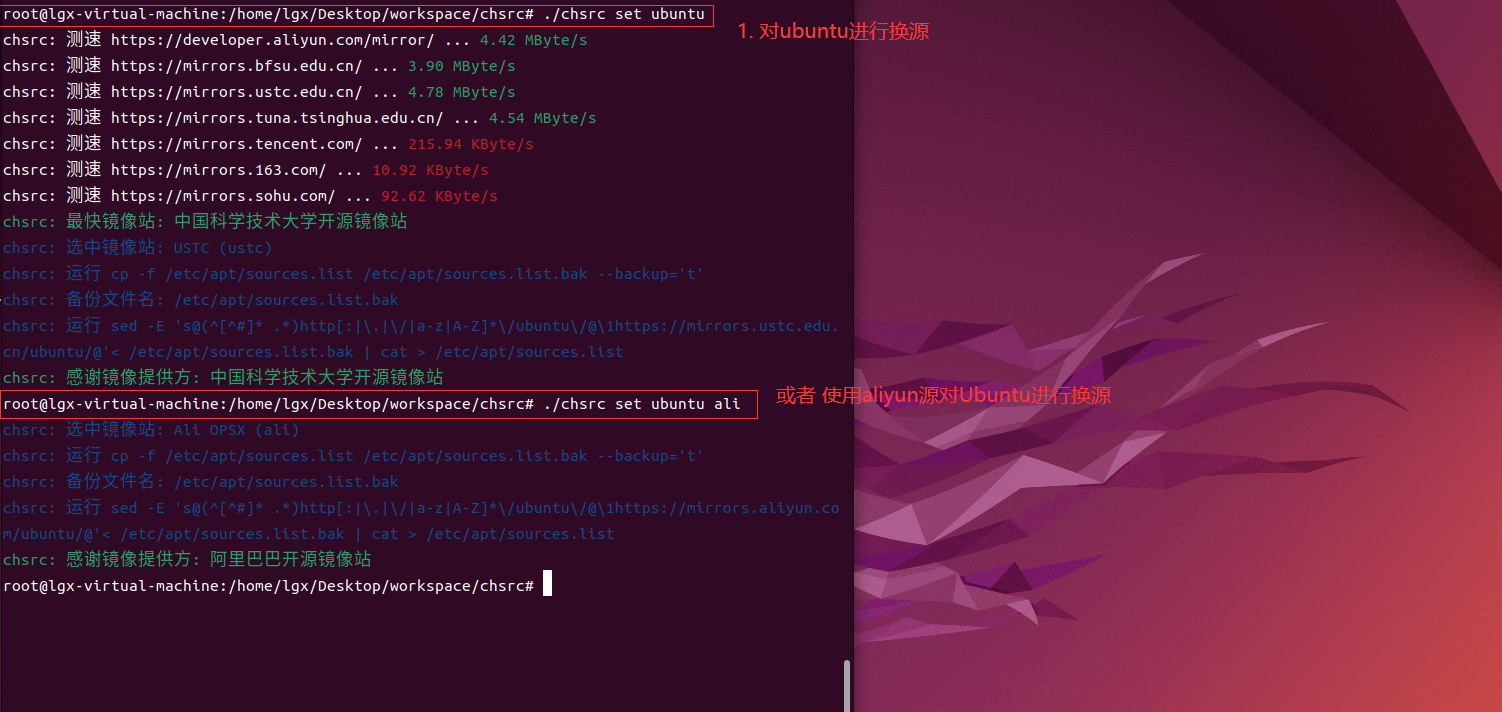 root@lgx-virtual-machine:/home/lgx/Desktop/workspace/chsrc# ./chsrc set ubuntu
1. 对ubuntu进行换源
chsrc: 测速 https://developer.aliyun.com/mirror/ ... 4.42 MByte/s
chsrc: 测速 https://mirrors.bfsu.edu.cn/ ... 3.90 MByte/s
chsrc: 测速 https://mirrors.ustc.edu.cn/ ... 4.78 MByte/s
chsrc: 测速 https://mirrors.tuna.tsinghua.edu.cn/ ... 4.54 MByte/s
chsrc: 测速 https://mirrors.tencent.com/ ... 215.94 KByte/s
chsrc: 测速 https://mirrors.163.com/ ... 10.92 KByte/s
chsrc: 测速 https://mirrors.sohu.com/ ... 92.62 KByte/s
chsrc: 最快镜像站: 中国科学技术大学开源镜像站
chsrc: 选中镜像站: USTC (ustc)
chsrc: 运行 cp -f /etc/apt/sources.list /etc/apt/sources.list.bak --backup='t'
chsrc: 备份文件名: /etc/apt/sources.list.bak
chsrc: 运行 sed -E 's@(^[^#]* .*)http[:|\.|\/|a-z|A-Z]*\/ubuntu\/@\1https://mirrors.ustc.edu.
cn/ubuntu/@'< /etc/apt/sources.list.bak | cat > /etc/apt/sources.list
chsrc: 感谢镜像提供方: 中国科学技术大学开源镜像站
root@lgx-virtual-machine:/home/lgx/Desktop/workspace/chsrc# ./chsrc set ubuntu ali
或者 使用aliyun源对Ubuntu进行换源
chsrc: 选中镜像站: Ali OPSX (ali)
chsrc: 运行 cp -f /etc/apt/sources.list /etc/apt/sources.list.bak --backup='t'
chsrc: 备份文件名: /etc/apt/sources.list.bak
chsrc: 运行 sed -E 's@(^[^#]* .*)http[:|\.|\/|a-z|A-Z]*\/ubuntu\/@\1https://mirrors.aliyun.co
m/ubuntu/@'< /etc/apt/sources.list.bak | cat > /etc/apt/sources.list
chsrc: 感谢镜像提供方: 阿里巴巴开源镜像站
root@lgx-virtual-machine:/home/lgx/Desktop/workspace/chsrc#